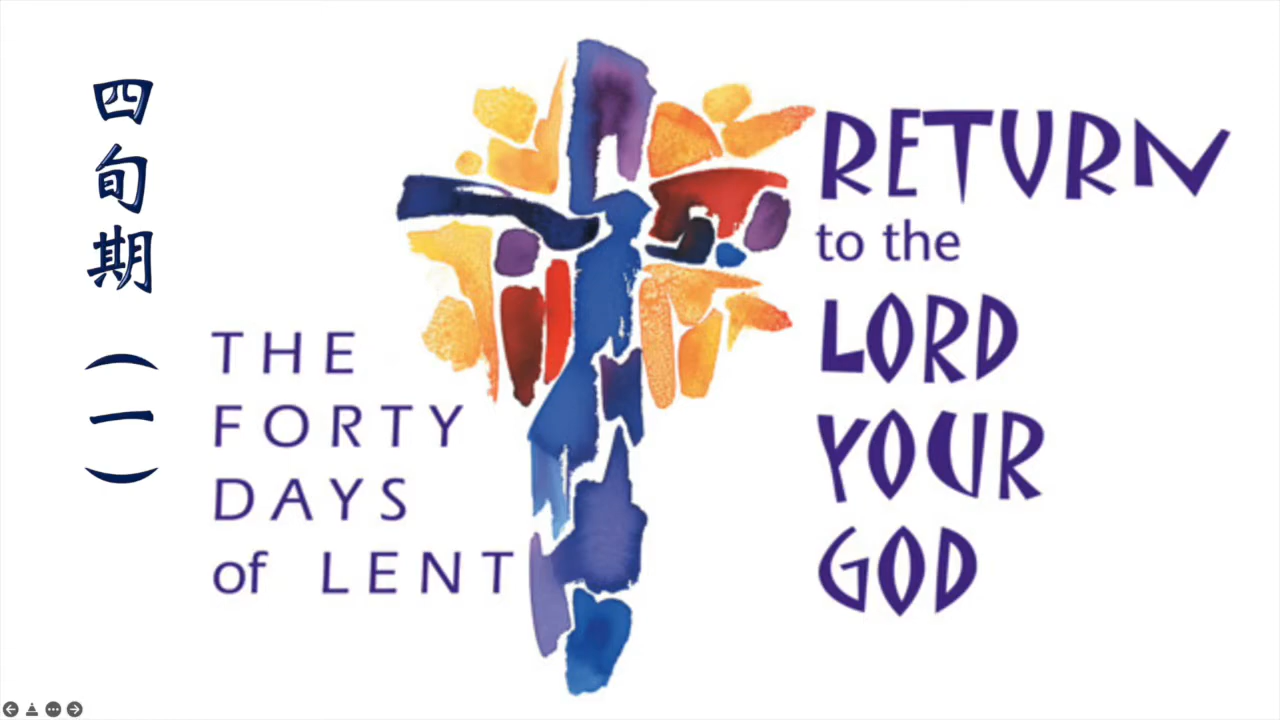 四旬期（一）
THE
FORTY
DAYS
of LENT
RETURN
to the
LORD
YOUR
GOD